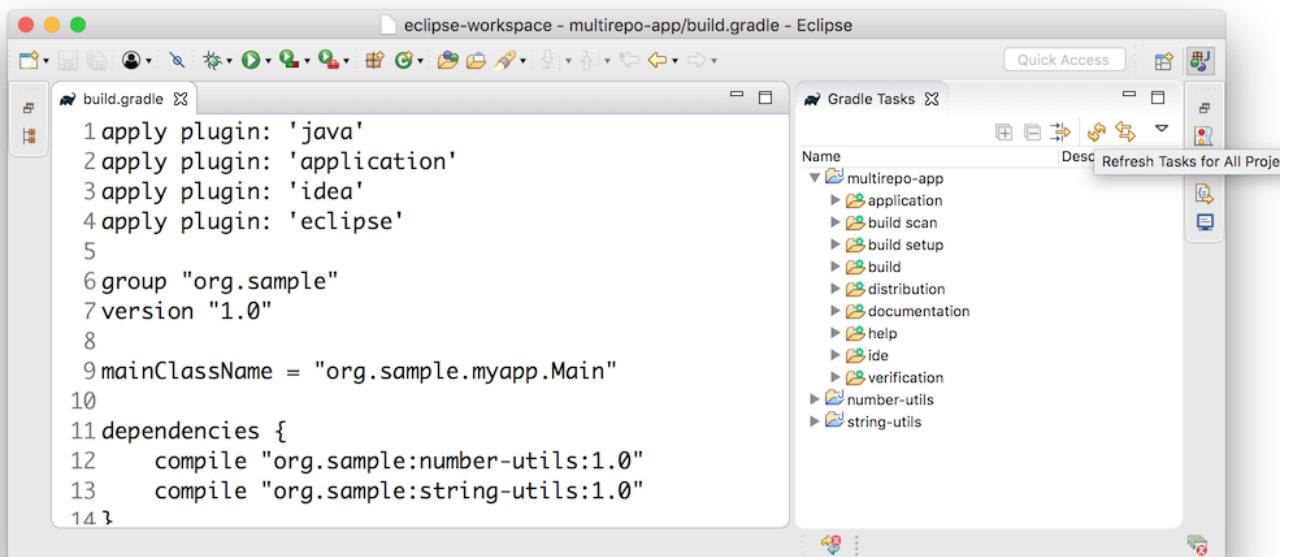 eclipse-workspace - multirepo-app/build.gradle - Eclipse
Quick Access
build.gradle
1 apply plugin: 'java'
2 apply plugin: 'application'
3 apply plugin: 'idea'
4 apply plugin: 'eclipse'
5
6 group "org.sample"
7 version "1.0"
8
9 mainClassName = "org.sample.myapp.Main"
10
11 dependencies {
12 compile "org.sample:number-utils:1.0"
13 compile "org.sample:string-utils:1.0"
14 }
Gradle Tasks
Name
Refresh Tasks for All Proje
multirepo-app
application
build scan
build setup
build
distribution
documentation
help
ide
verification
number-utils
string-utils